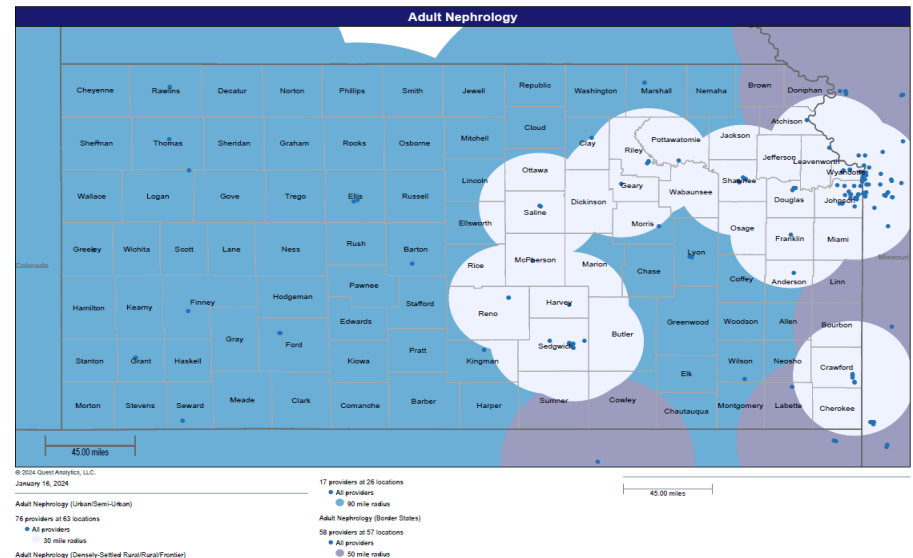 Adult Nephrology
Cheyenne Rawlins Decatur Norton Phillips Smith Jewell Republic Washington Marshall Nemaha Brown Doniphan
Atchison
Sherman Thomas Sheridan Graham Rooks Osborne Mitchell Cloud Clay Riley Pottawatomie Jackson Jefferson Leavenworth
Wyandotte
Wallace Logan Gove Trego Ellis Russell Lincoln Ottawa Saline Dickinson Geary Wabaunsee Shawnee Douglas Johnson
Ellsworth Morris Osage Franklin Miami
Greeley Wichita Scott Lane Ness Rush Barton Rice McPherson Marion Chase Lyon Coffey Anderson Linn
Colorado Missouri
Hamilton Kearny Finney Hodgeman Pawnee Stafford Reno Harvey Butler Greenwood Woodson Allen Bourbon
Gray Ford Edwards
Stanton Grant Haskell Kiowa Pratt Kingman Sedgwick Elk Wilson Neosho Crawford
Morton Stevens Seward Meade Clark Comanche Barber Harper Sumner Cowley Chautauqua Montgomery Labette Cherokee
45.00 miles
© 2024 Quest Analytics, LLC.
January 16, 2024
Adult Nephrology (Urban/Semi-Urban)
76 providers at 63 locations
All providers
30 mile radius
Adult Nephrology (Densely-Settled Rural/Rural/Frontier)
17 providers at 26 locations
All providers
90 mile radius
Adult Nephrology (Border States)
58 providers at 57 locations
All providers
50 mile radius
45.00 miles